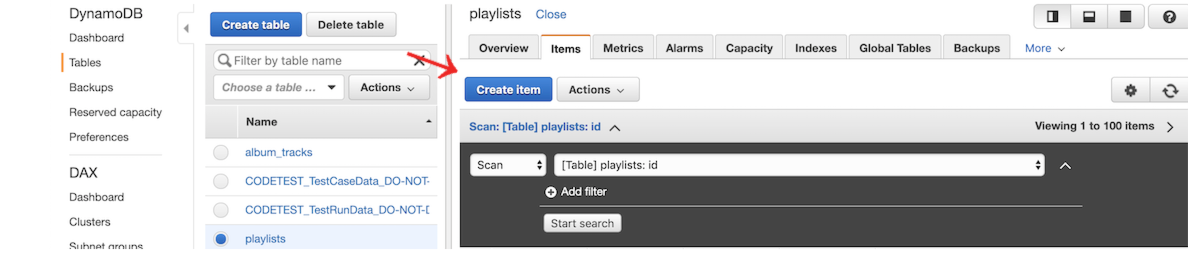 DynamoDB
Dashboard
Tables
Backups
Reserved capacity
Preferences
DAX
Dashboard
Clusters
Subnet groups
Create table
Delete table
Filter by table name
Choose a table ...
Actions
Name
album_tracks
CODETEST_TestCaseData_DO-NOT-
CODETEST_TestRunData_DO-NOT-D
playlists
playlists Close
Overview Items Metrics Alarms Capacity Indexes Global Tables Backups More
Create item Actions
Scan: [Table] playlists: id
Viewing 1 to 100 items
Scan [Table] playlists: id
Add filter
Start search